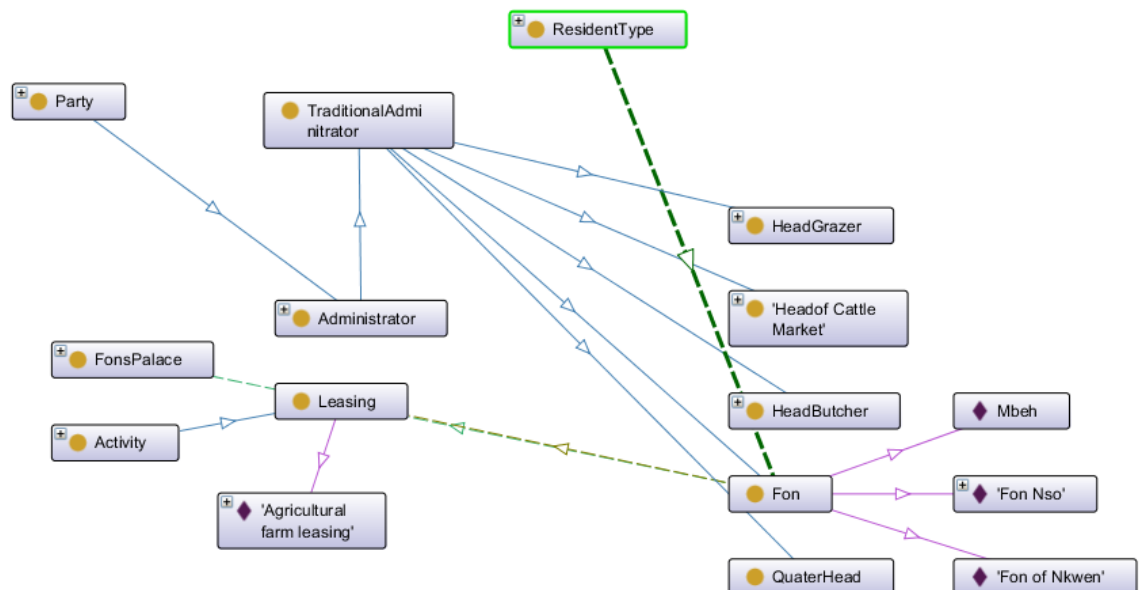 ResidentType
Party
TraditionalAdmi
nitrator
HeadGrazer
'Headof Cattle
Market'
Administrator
FonsPalace
Leasing
HeadButcher
Mbeh
Activity
Fon
'Fon Nso'
'Agricultural
farm leasing'
QuaterHead
'Fon of Nkwen'